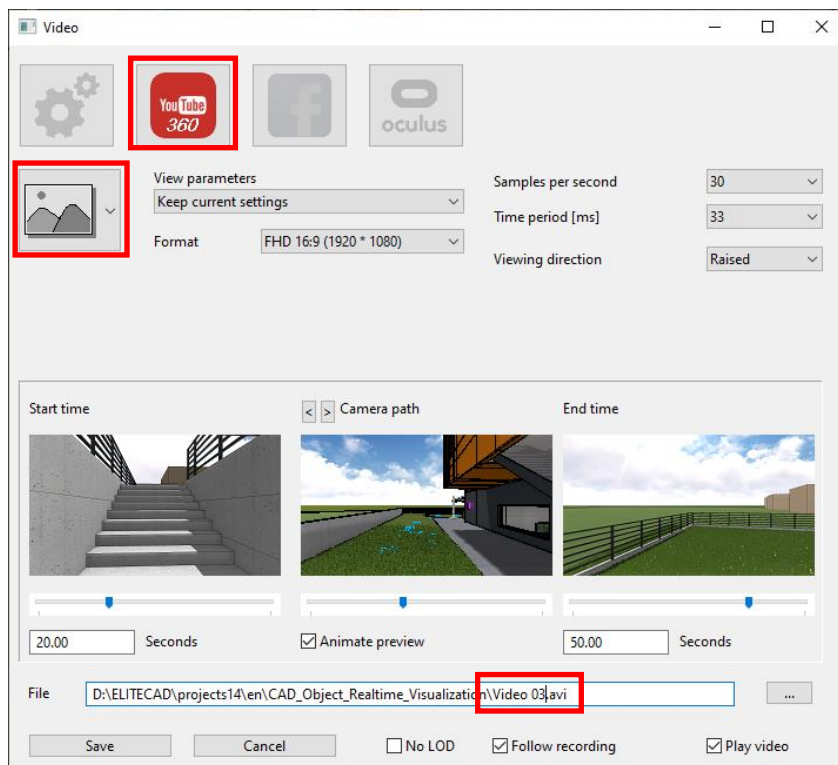 Video
YouTube
360
oculus
View parameters
Keep current settings
Format FHD 16:9 (1920 * 1080)
Samples per second 30
Time period [ms] 33
Viewing direction Raised
Start time < > Camera path End time
20.00 Seconds Animate preview 50.00 Seconds
File D:\ELITECAD\projects14\en\CAD_Object_Realtime_Visualization\Video 03.avi ...
Save Cancel No LOD Follow recording Play video